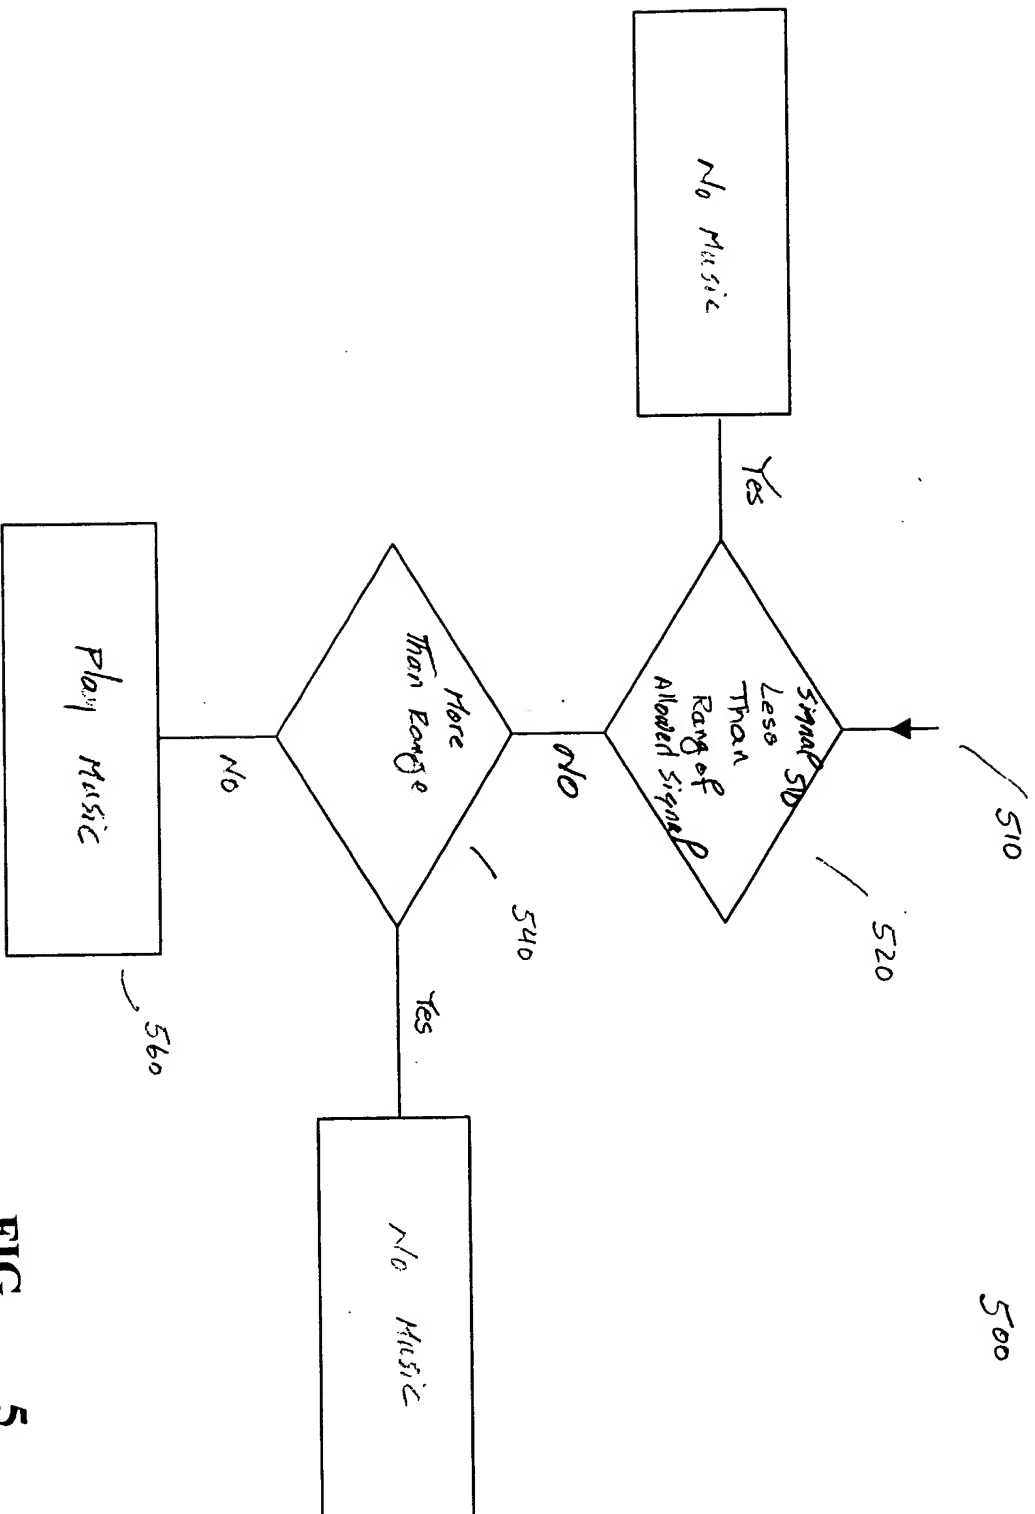 500
510
Signal 510
Less
Than
Rang of
Allowed Signal
520
Yes
No Music
No
More
Than Range
540
Yes
No Music
No
Play Music
560
FIG 5